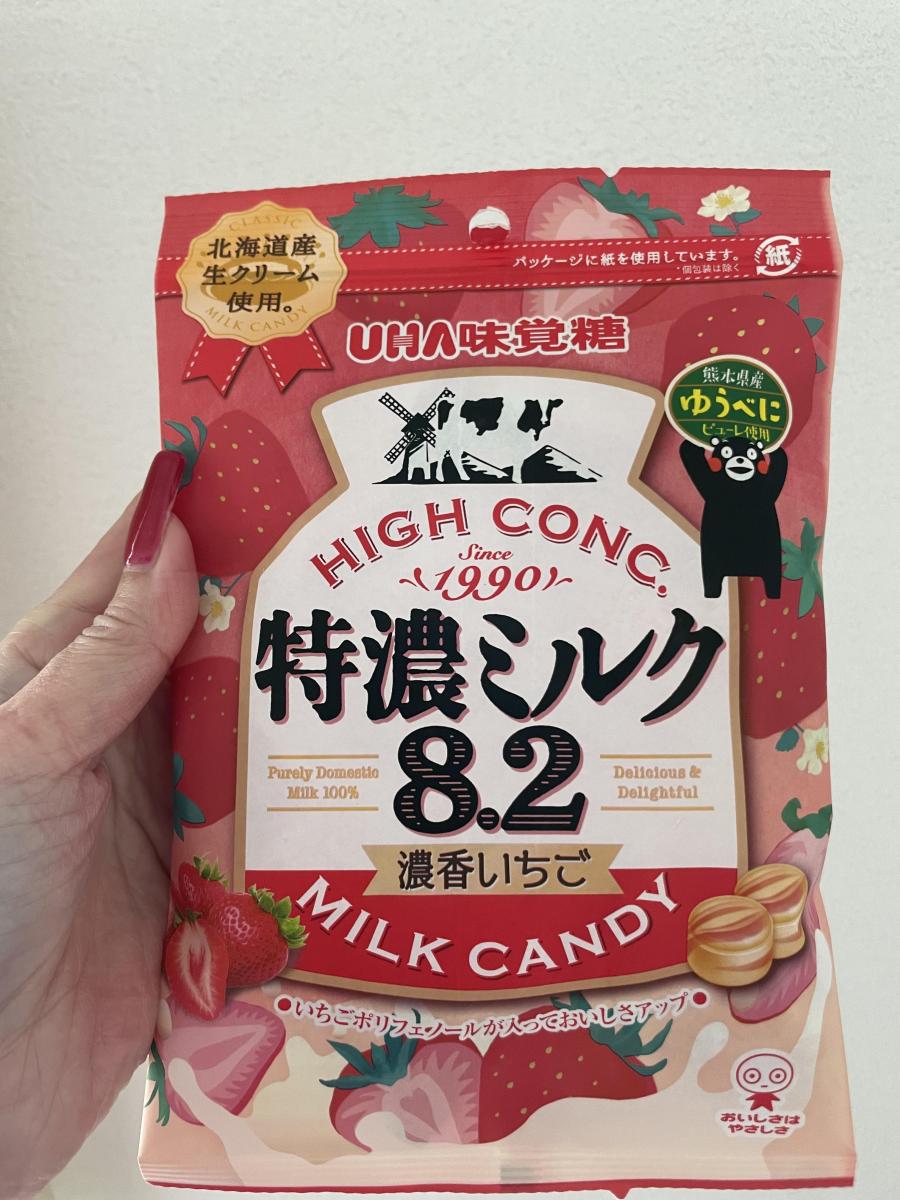 CLASSIC
北海道産
生クリーム
使用。
MILK CANDY
パッケージに紙を使用しています。
*個包装は除く
紙
UHA味覚糖
熊本県産
ゆうべに
ピューレ使用
HIGH CONC.
Since
1990
特濃ミルク
8.2
Purely Domestic
Milk 100%
Delicious &
Delightful
濃香いちご
MILK CANDY
●いちごポリフェノールが入っておいしさアップ●
おいしさは
やさしさ